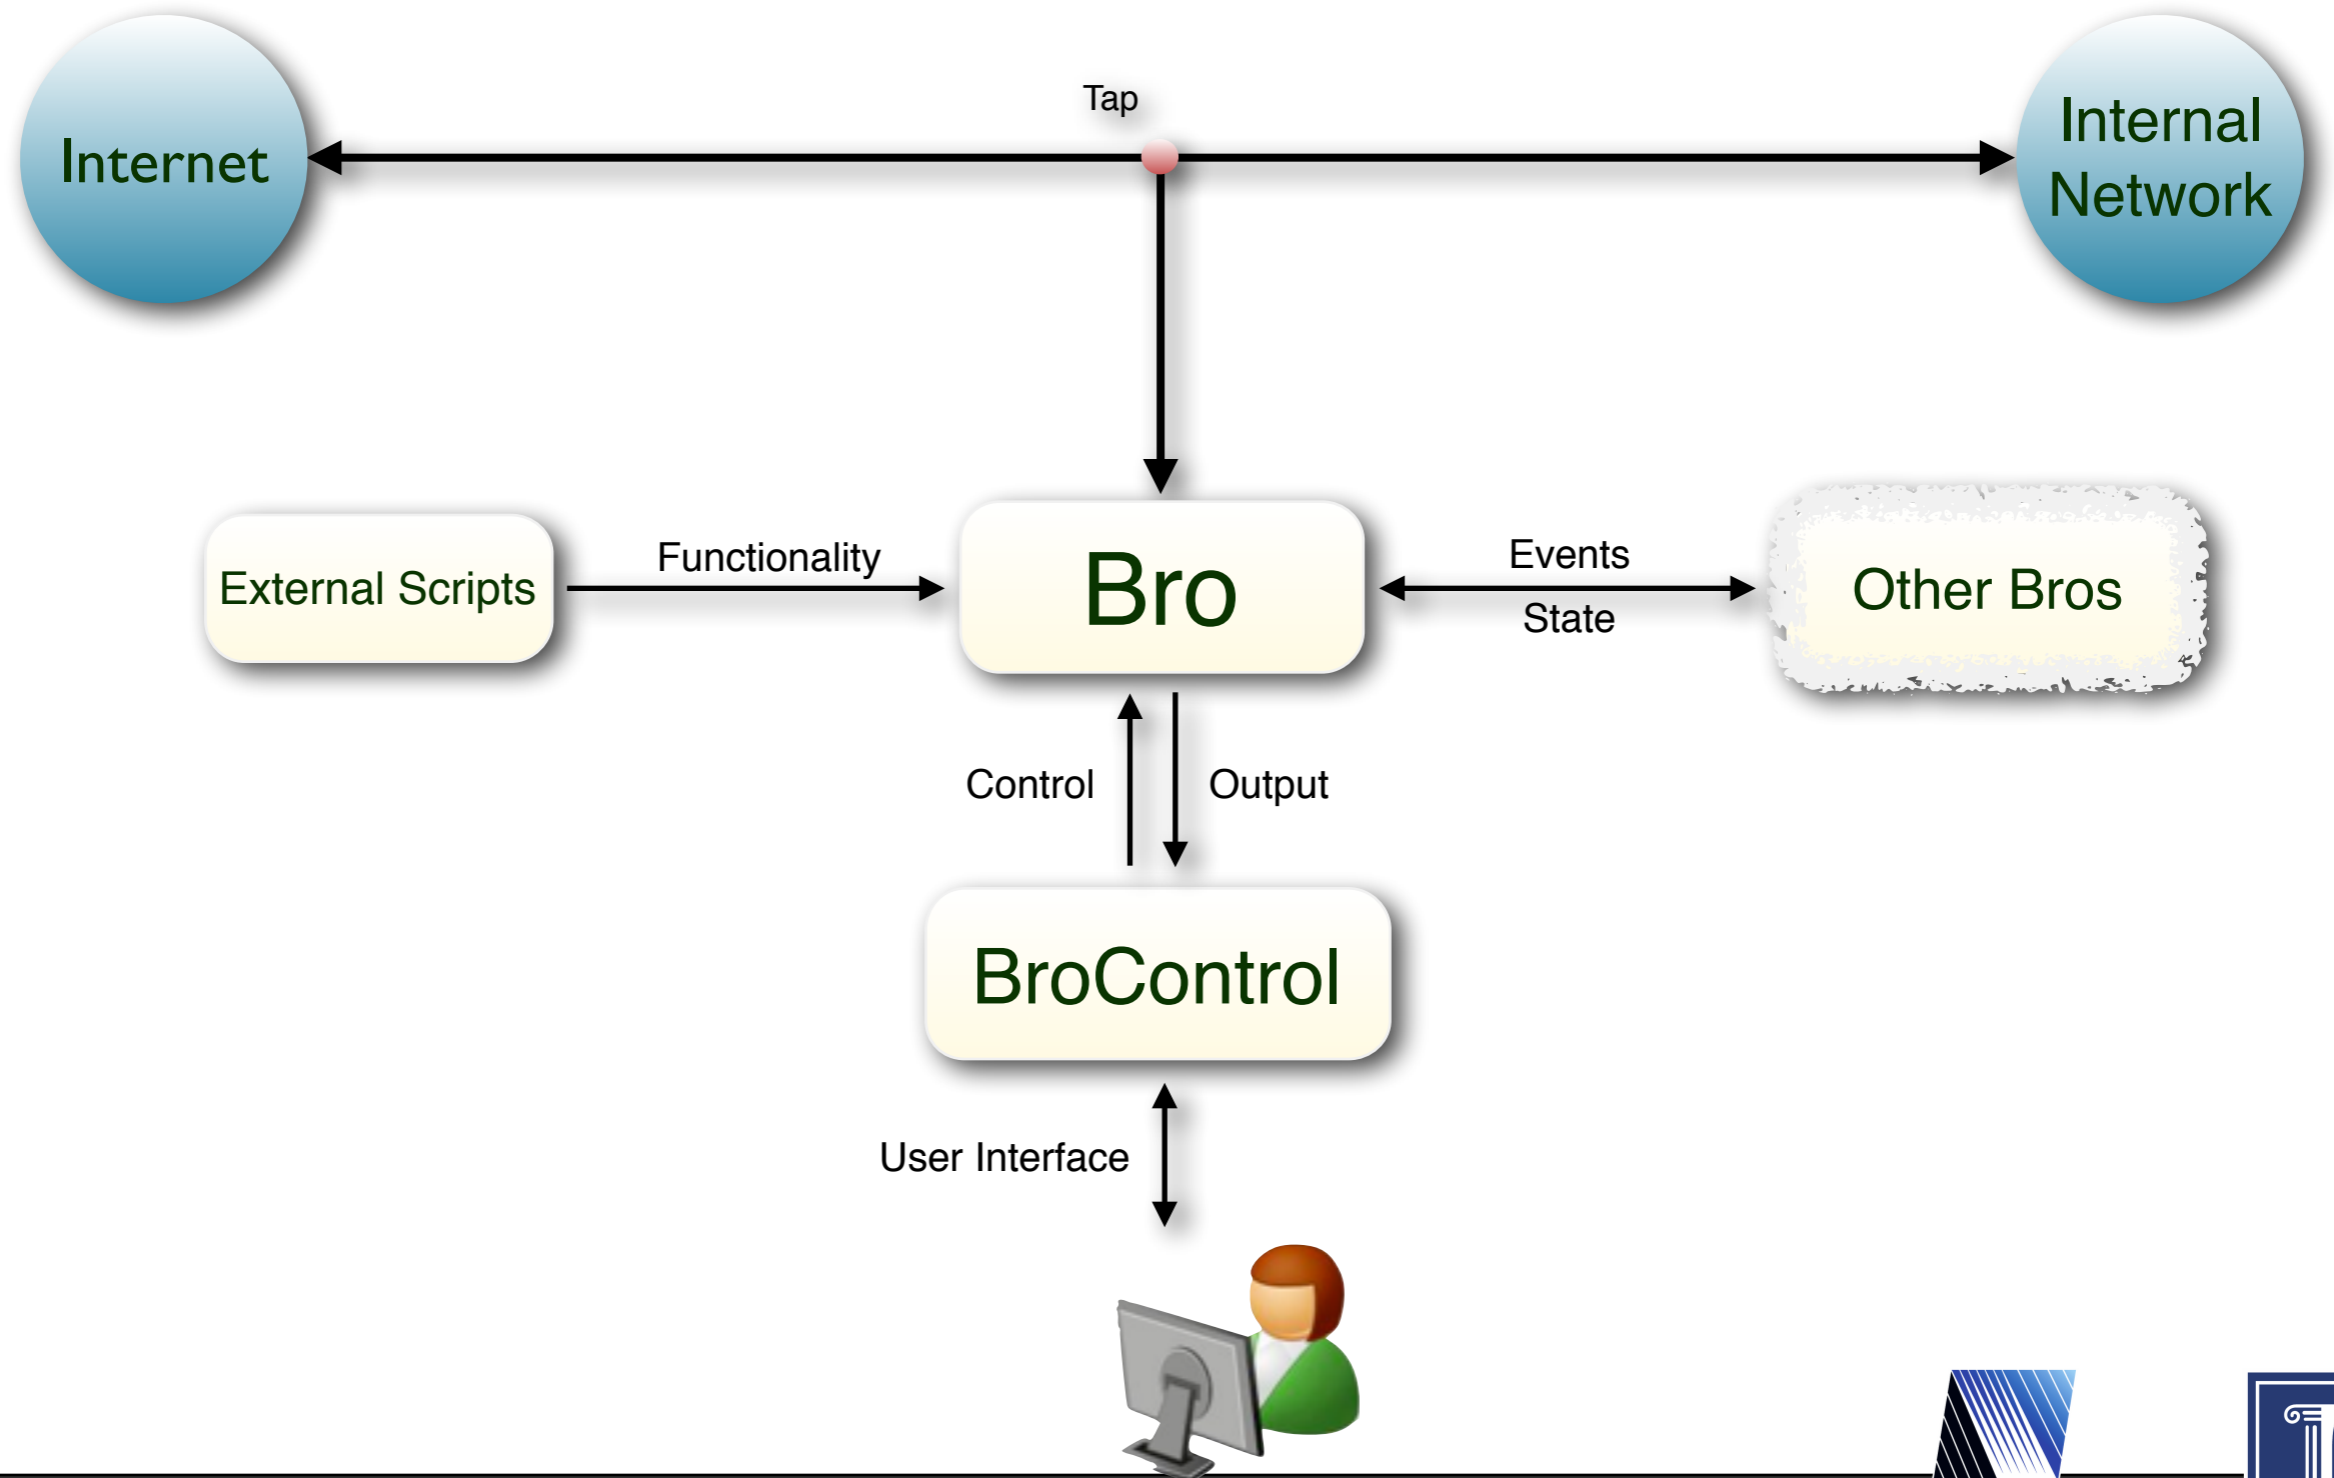 Tap
Internet
Internal
Network
External Scripts
Functionality
Bro
Events
State
Other Bros
Control
Output
BroControl
User Interface